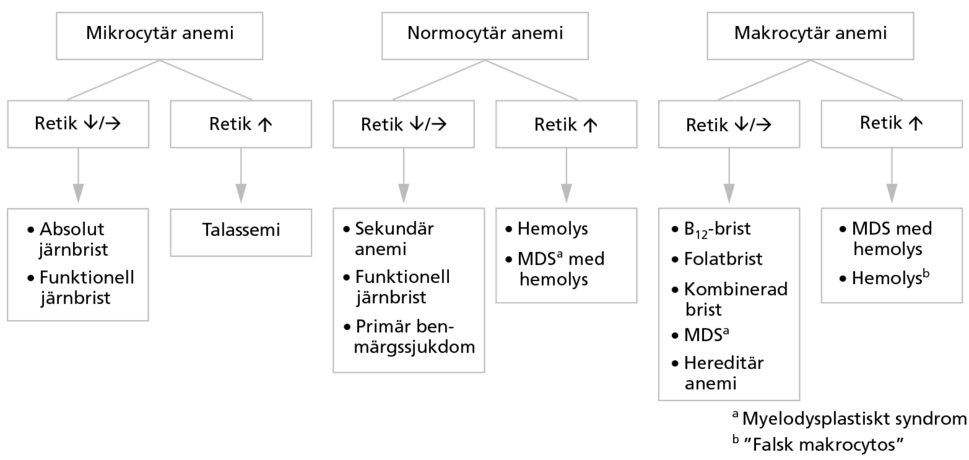 Mikrocytär anemi
Retik ↓/→
Retik ↑
• Absolut
järnbrist
• Funktionell
järnbrist
Talassemi
Normocytär anemi
Retik ↓/→
Retik ↑
• Sekundär
anemi
• Funktionell
järnbrist
• Primär ben-
märgssjukdom
• Hemolys
• MDSᵃ med
hemolys
Makrocytär anemi
Retik ↓/→
Retik ↑
• B₁₂-brist
• Folatbrist
• Kombinerad
brist
• MDSᵃ
• Hereditär
anemi
• MDS med
hemolys
• Hemolysᵇ
ᵃ Myelodysplastiskt syndrom
ᵇ ”Falsk makrocytos”